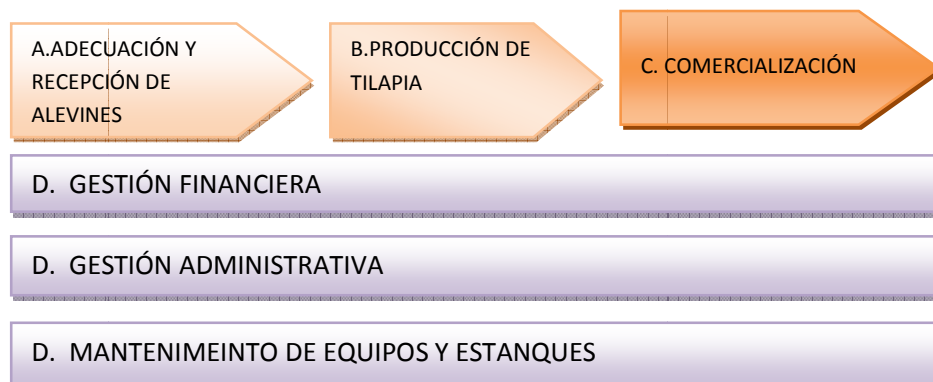 A.ADECUACIÓN Y
RECEPCIÓN DE
ALEVINES
B.PRODUCCIÓN DE
TILAPIA
C. COMERCIALIZACIÓN
D. GESTIÓN FINANCIERA
D. GESTIÓN ADMINISTRATIVA
D. MANTENIMEINTO DE EQUIPOS Y ESTANQUES